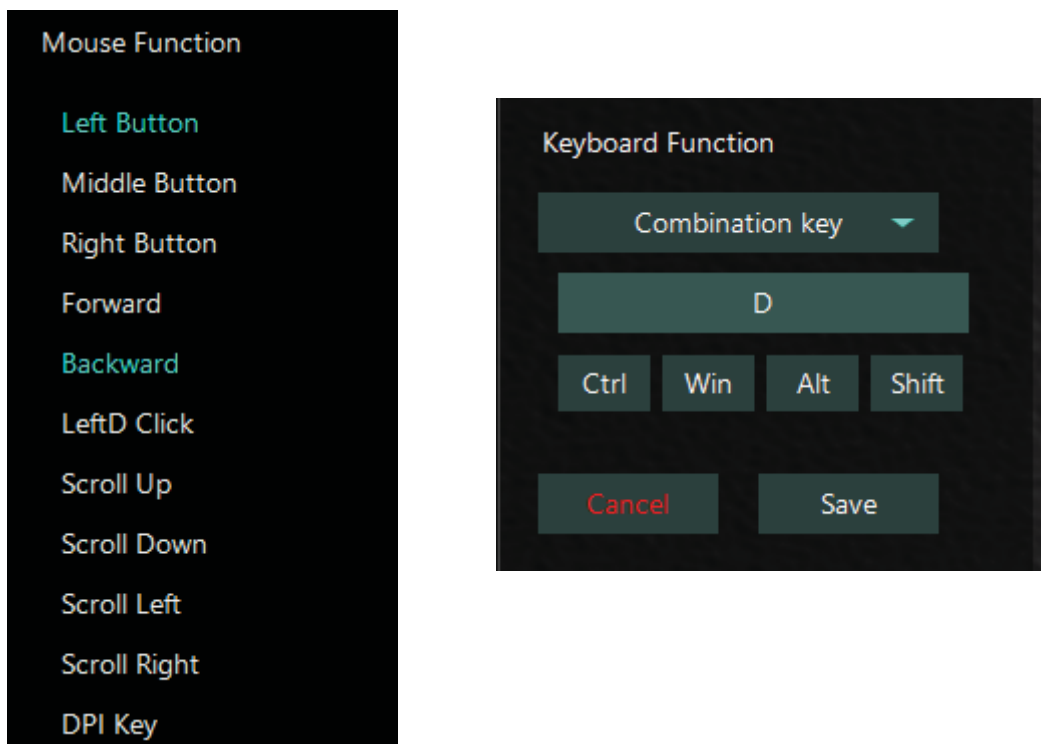 Mouse Function
Left Button
Middle Button
Right Button
Forward
Backward
LeftD Click
Scroll Up
Scroll Down
Scroll Left
Scroll Right
DPI Key
Keyboard Function
Combination key
D
Ctrl Win Alt Shift
Cancel Save